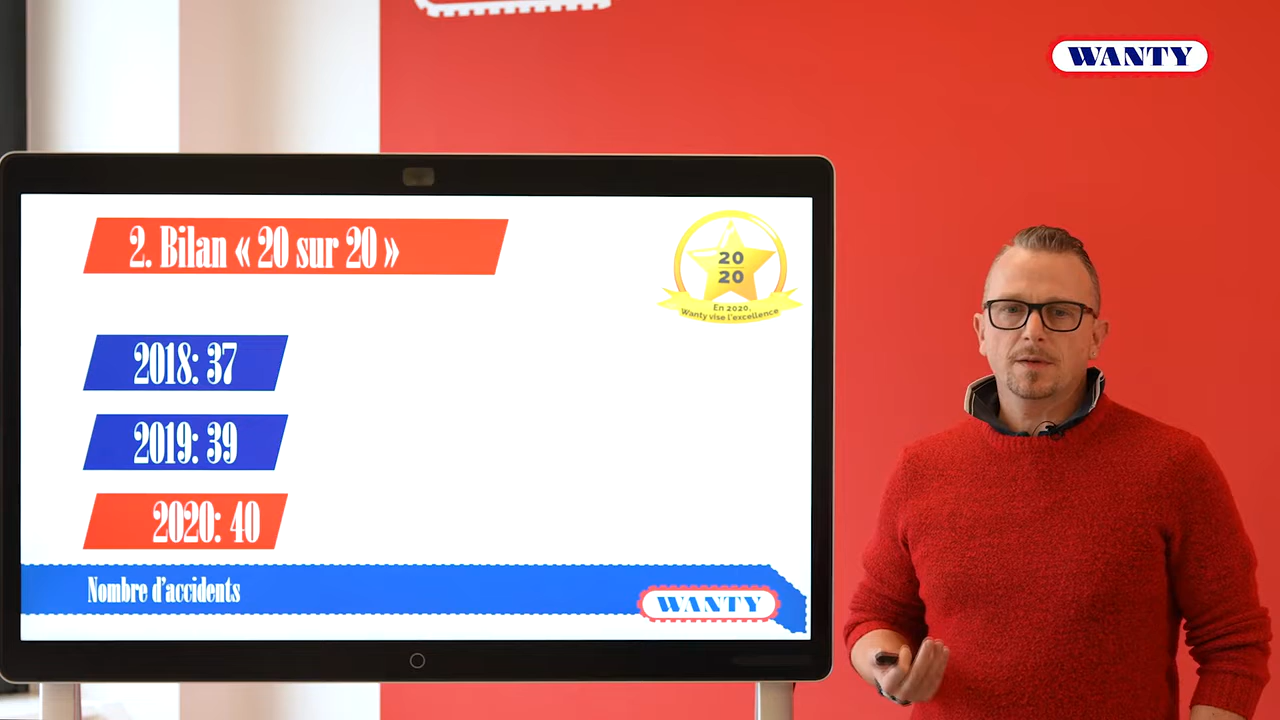 WANTY
2. Bilan « 20 sur 20 »
20
20
En 2020,
Wanty vise l'excellence
2018: 37
2019: 39
2020: 40
Nombre d'accidents
WANTY